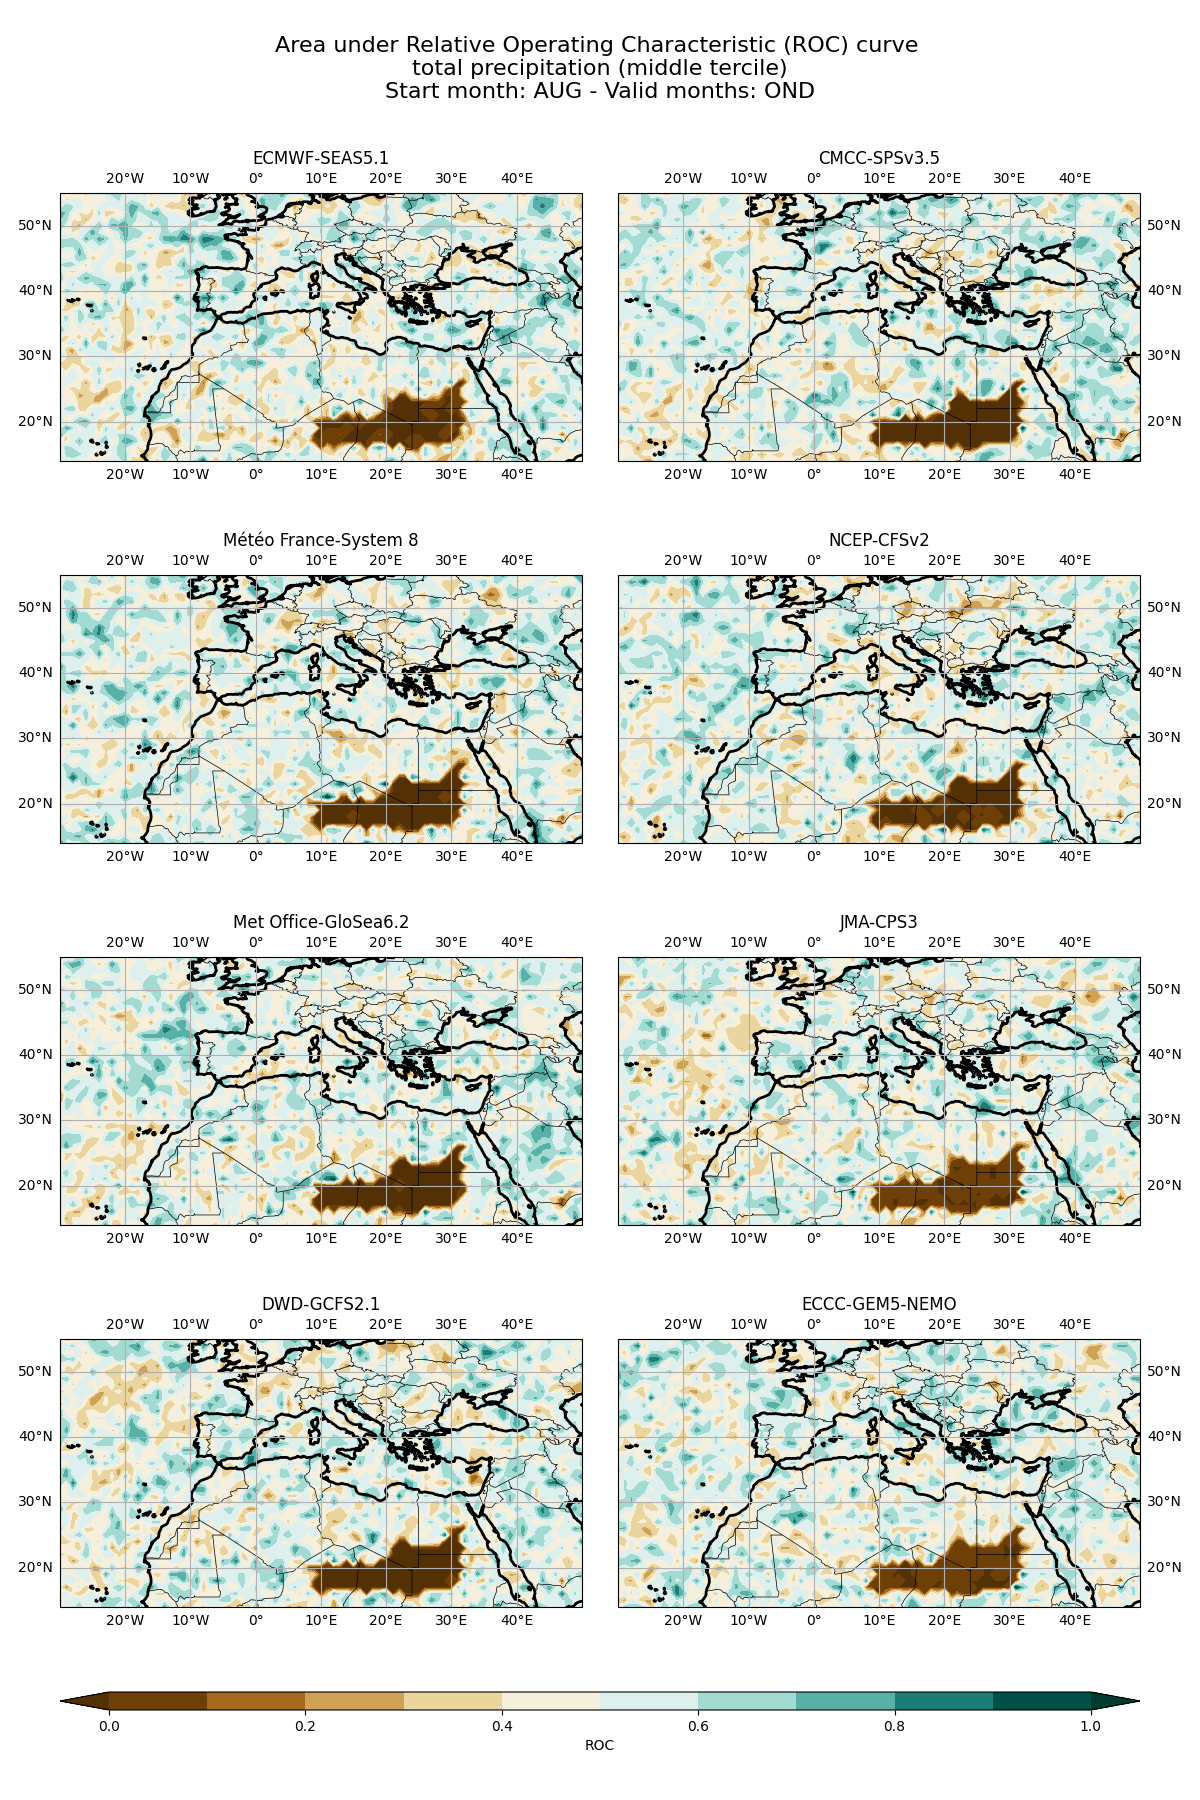 Area under Relative Operating Characteristic (ROC) curve
total precipitation (middle tercile)
Start month: AUG - Valid months: OND
ECMWF-SEAS5.1
20°W 10°W 0° 10°E 20°E 30°E 40°E
50°N
40°N
30°N
20°N
20°W 10°W 0° 10°E 20°E 30°E 40°E
CMCC-SPSv3.5
20°W 10°W 0° 10°E 20°E 30°E 40°E
50°N
40°N
30°N
20°N
20°W 10°W 0° 10°E 20°E 30°E 40°E
Météo France-System 8
20°W 10°W 0° 10°E 20°E 30°E 40°E
50°N
40°N
30°N
20°N
20°W 10°W 0° 10°E 20°E 30°E 40°E
NCEP-CFSv2
20°W 10°W 0° 10°E 20°E 30°E 40°E
50°N
40°N
30°N
20°N
20°W 10°W 0° 10°E 20°E 30°E 40°E
Met Office-GloSea6.2
20°W 10°W 0° 10°E 20°E 30°E 40°E
50°N
40°N
30°N
20°N
20°W 10°W 0° 10°E 20°E 30°E 40°E
JMA-CPS3
20°W 10°W 0° 10°E 20°E 30°E 40°E
50°N
40°N
30°N
20°N
20°W 10°W 0° 10°E 20°E 30°E 40°E
DWD-GCFS2.1
20°W 10°W 0° 10°E 20°E 30°E 40°E
50°N
40°N
30°N
20°N
20°W 10°W 0° 10°E 20°E 30°E 40°E
ECCC-GEM5-NEMO
20°W 10°W 0° 10°E 20°E 30°E 40°E
50°N
40°N
30°N
20°N
20°W 10°W 0° 10°E 20°E 30°E 40°E
0.0 0.2 0.4 0.6 0.8 1.0
ROC